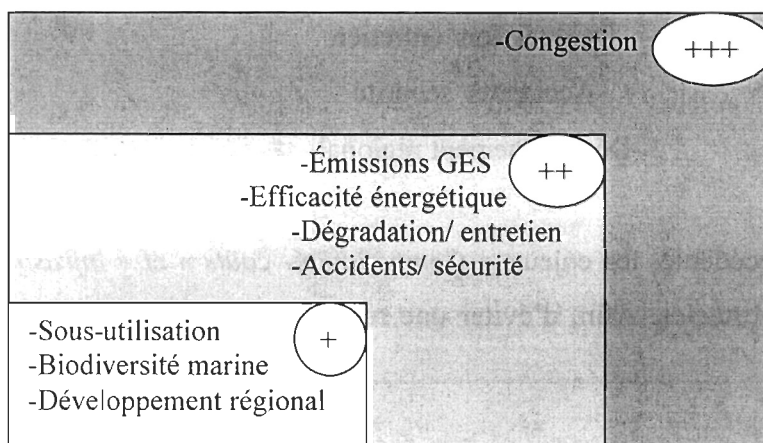 -Congestion +++
-Émissions GES ++
-Efficacité énergétique
-Dégradation/ entretien
-Accidents/ sécurité
-Sous-utilisation +
-Biodiversité marine
-Développement régional